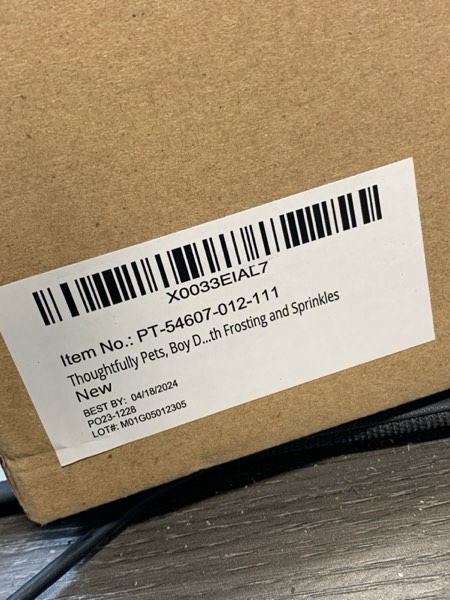 X0033EIAL7
Item No.: PT-54607-012-111
Thoughtfully Pets, Boy D...th Frosting and Sprinkles
New
BEST BY: 04/18/2024
PO23-1228
LOT#: M01G05012305